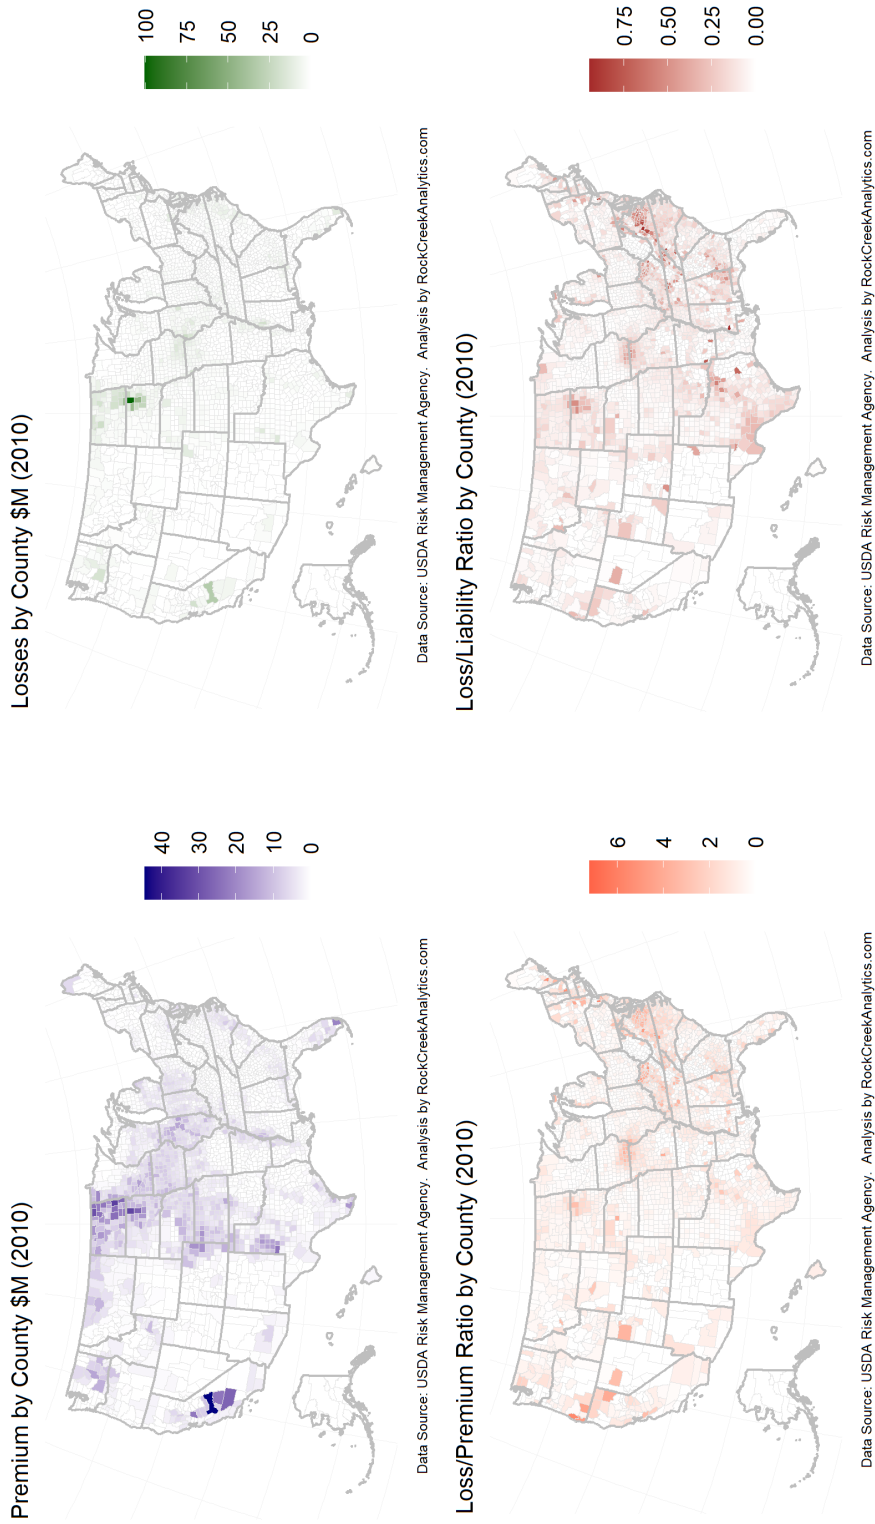 Premium by County $M (2010)
40
30
20
10
0
Data Source: USDA Risk Management Agency.  Analysis by RockCreekAnalytics.com
Losses by County $M (2010)
100
75
50
25
0
Data Source: USDA Risk Management Agency.  Analysis by RockCreekAnalytics.com
Loss/Premium Ratio by County (2010)
6
4
2
0
Data Source: USDA Risk Management Agency.  Analysis by RockCreekAnalytics.com
Loss/Liability Ratio by County (2010)
0.75
0.50
0.25
0.00
Data Source: USDA Risk Management Agency.  Analysis by RockCreekAnalytics.com